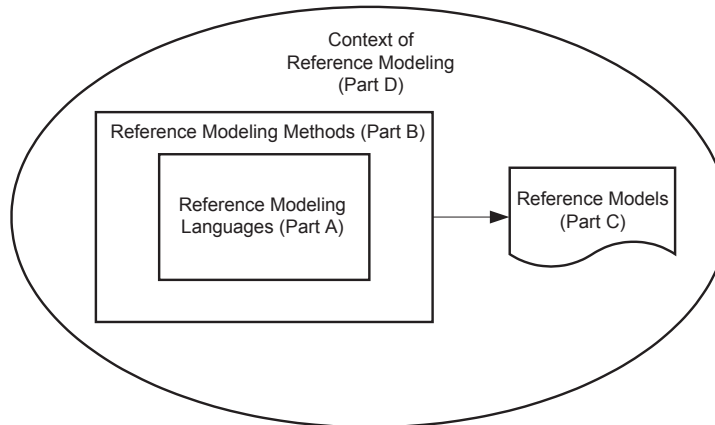 Context of
Reference Modeling
(Part D)
Reference Modeling Methods (Part B)
Reference Modeling
Languages (Part A)
Reference Models
(Part C)